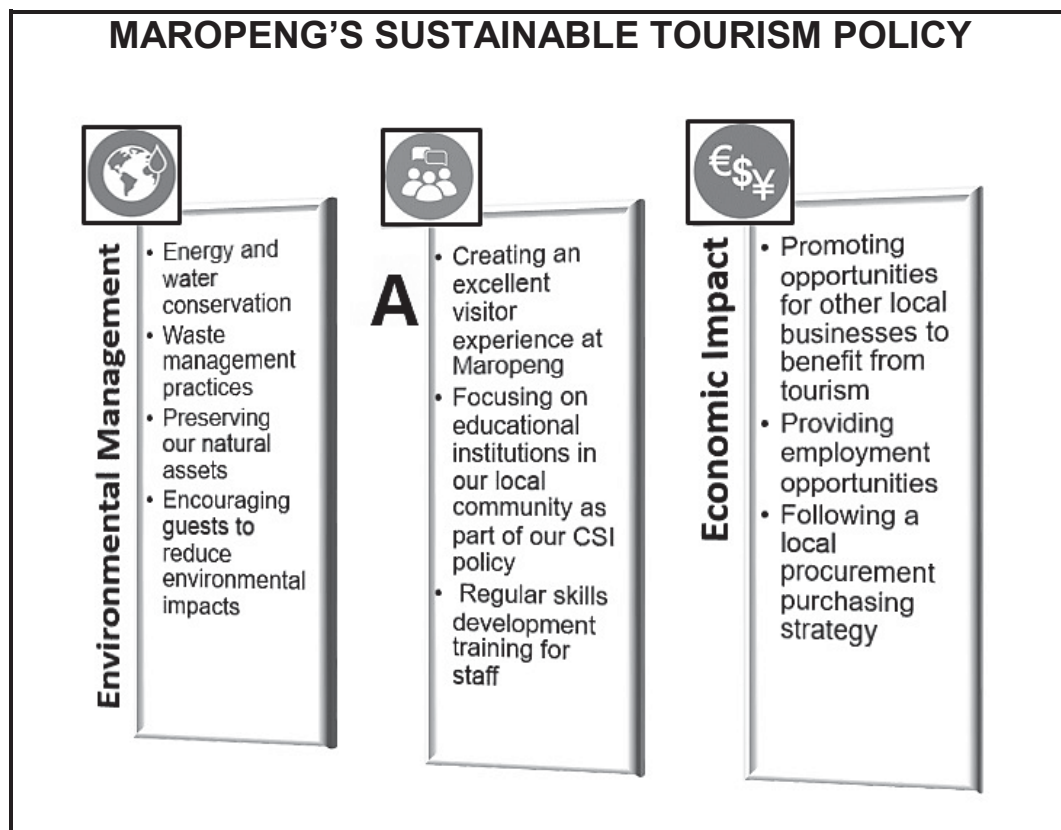 MAROPENG’S SUSTAINABLE TOURISM POLICY
Environmental Management
• Energy and
water
conservation
• Waste
management
practices
• Preserving
our natural
assets
• Encouraging
guests to
reduce
environmental
impacts
A
• Creating an
excellent
visitor
experience at
Maropeng
• Focusing on
educational
institutions in
our local
community as
part of our CSI
policy
• Regular skills
development
training for
staff
€$¥
Economic Impact
• Promoting
opportunities
for other local
businesses to
benefit from
tourism
• Providing
employment
opportunities
• Following a
local
procurement
purchasing
strategy